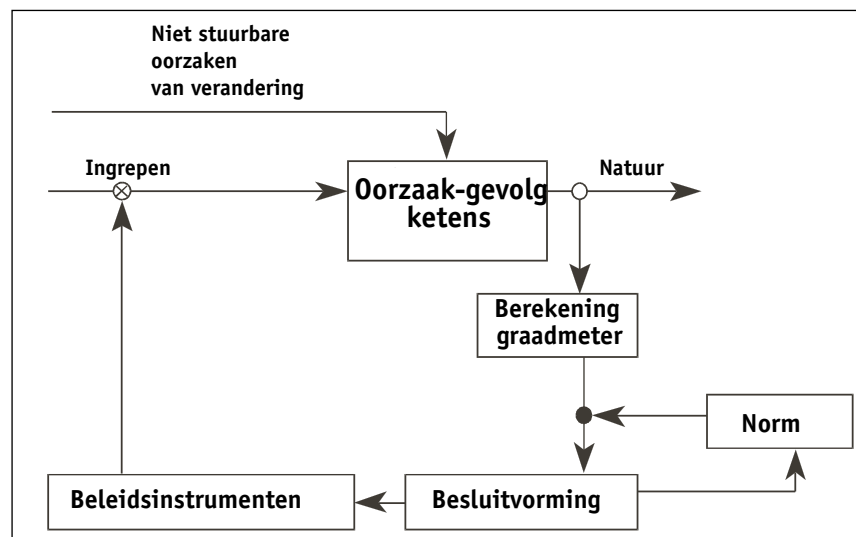 Niet stuurbare
oorzaken
van verandering
Ingrepen
Oorzaak-gevolg
ketens
Natuur
Berekening
graadmeter
Norm
Beleidsinstrumenten
Besluitvorming